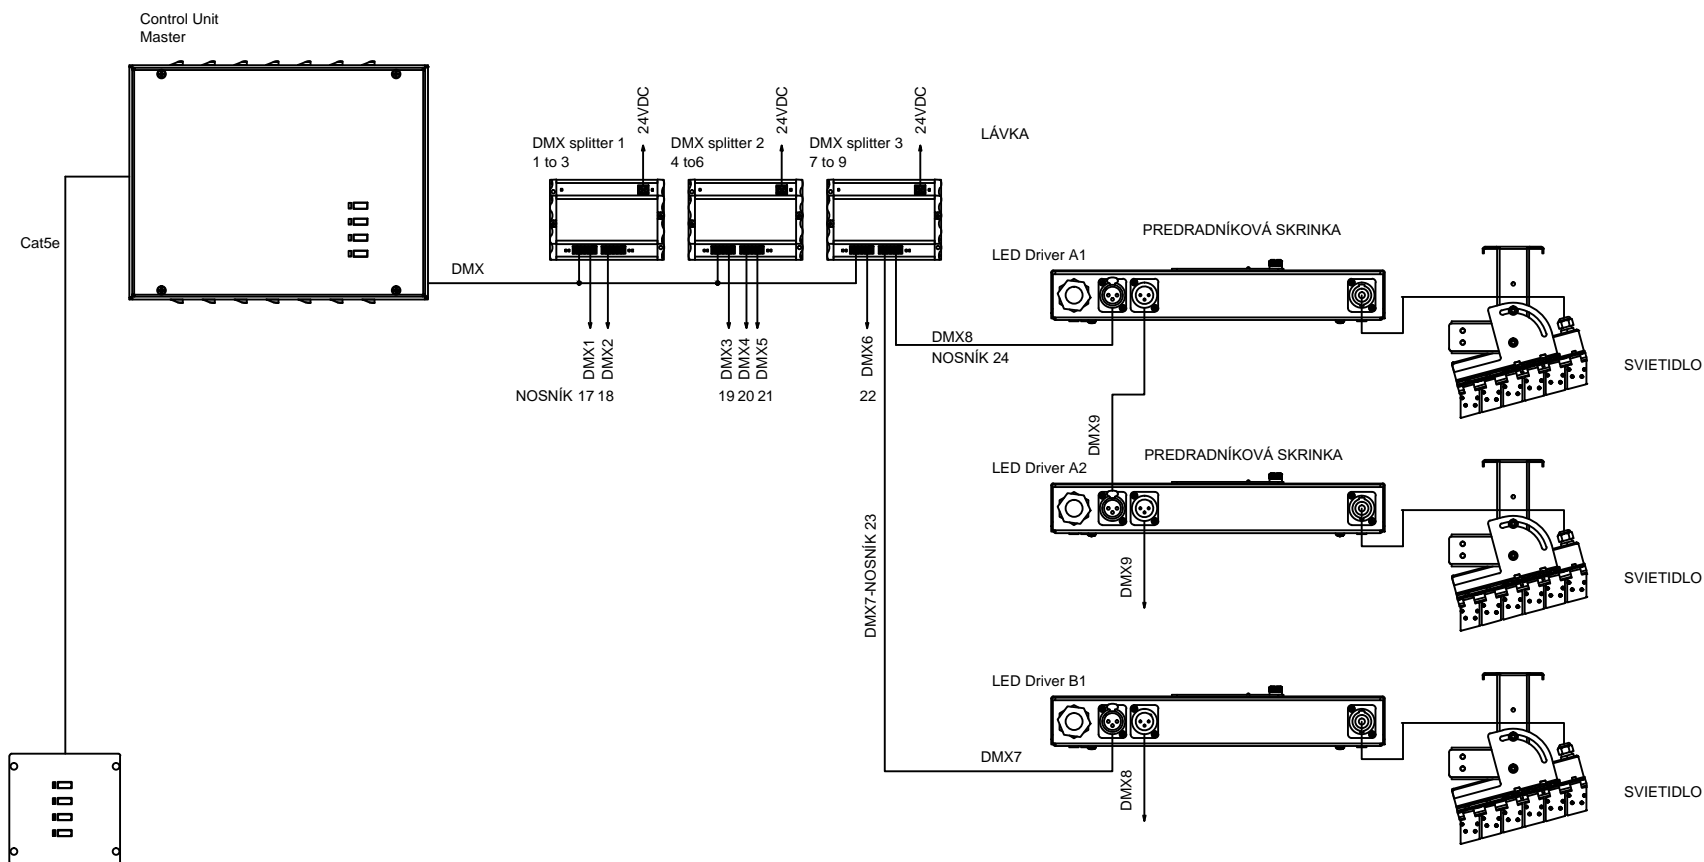 Control Unit
Master
24VDC
24VDC
24VDC
DMX splitter 1
1 to 3
DMX splitter 2
4 to6
DMX splitter 3
7 to 9
LÁVKA
Cat5e
DMX
PREDRADNÍKOVÁ SKRINKA
LED Driver A1
DMX1
DMX2
DMX3
DMX4
DMX5
DMX6
DMX8
NOSNÍK 24
SVIETIDLO
NOSNÍK 17 18
19 20 21
22
DMX9
PREDRADNÍKOVÁ SKRINKA
LED Driver A2
DMX7-NOSNÍK 23
DMX9
SVIETIDLO
LED Driver B1
DMX7
DMX8
SVIETIDLO